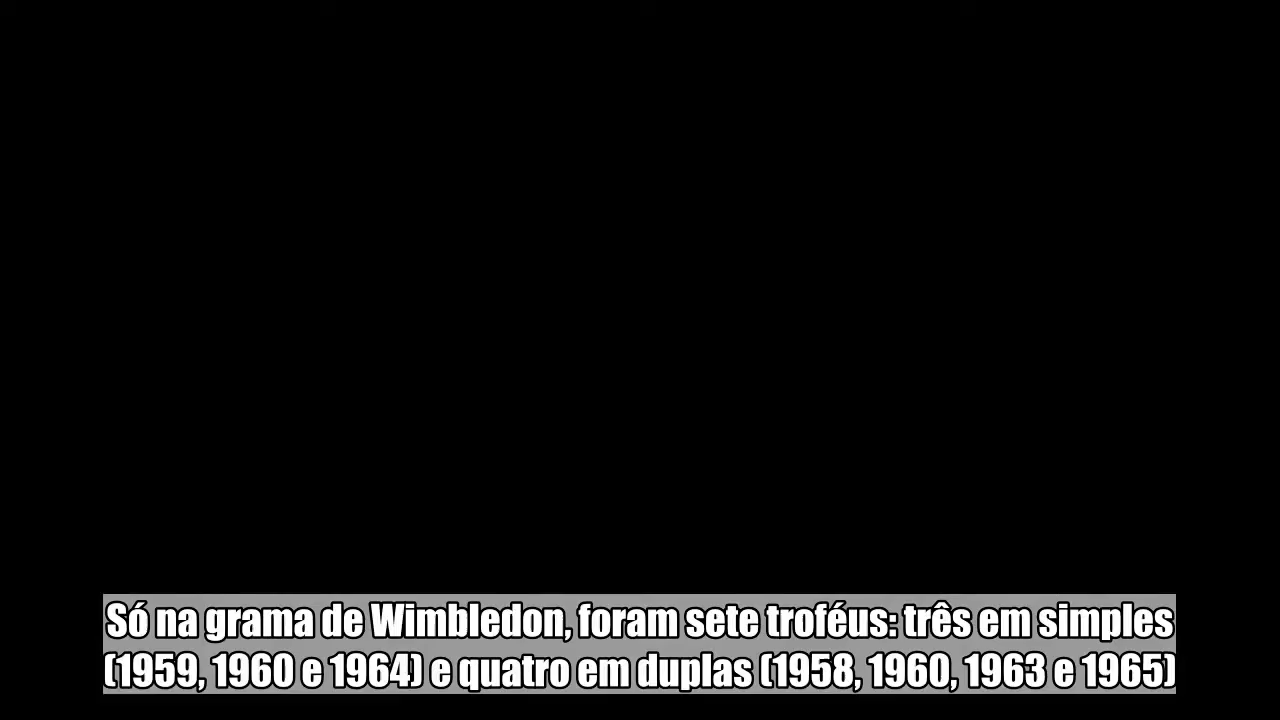 Só na grama de Wimbledon, foram sete troféus: três em simples
(1959, 1960 e 1964) e quatro em duplas (1958, 1960, 1963 e 1965)